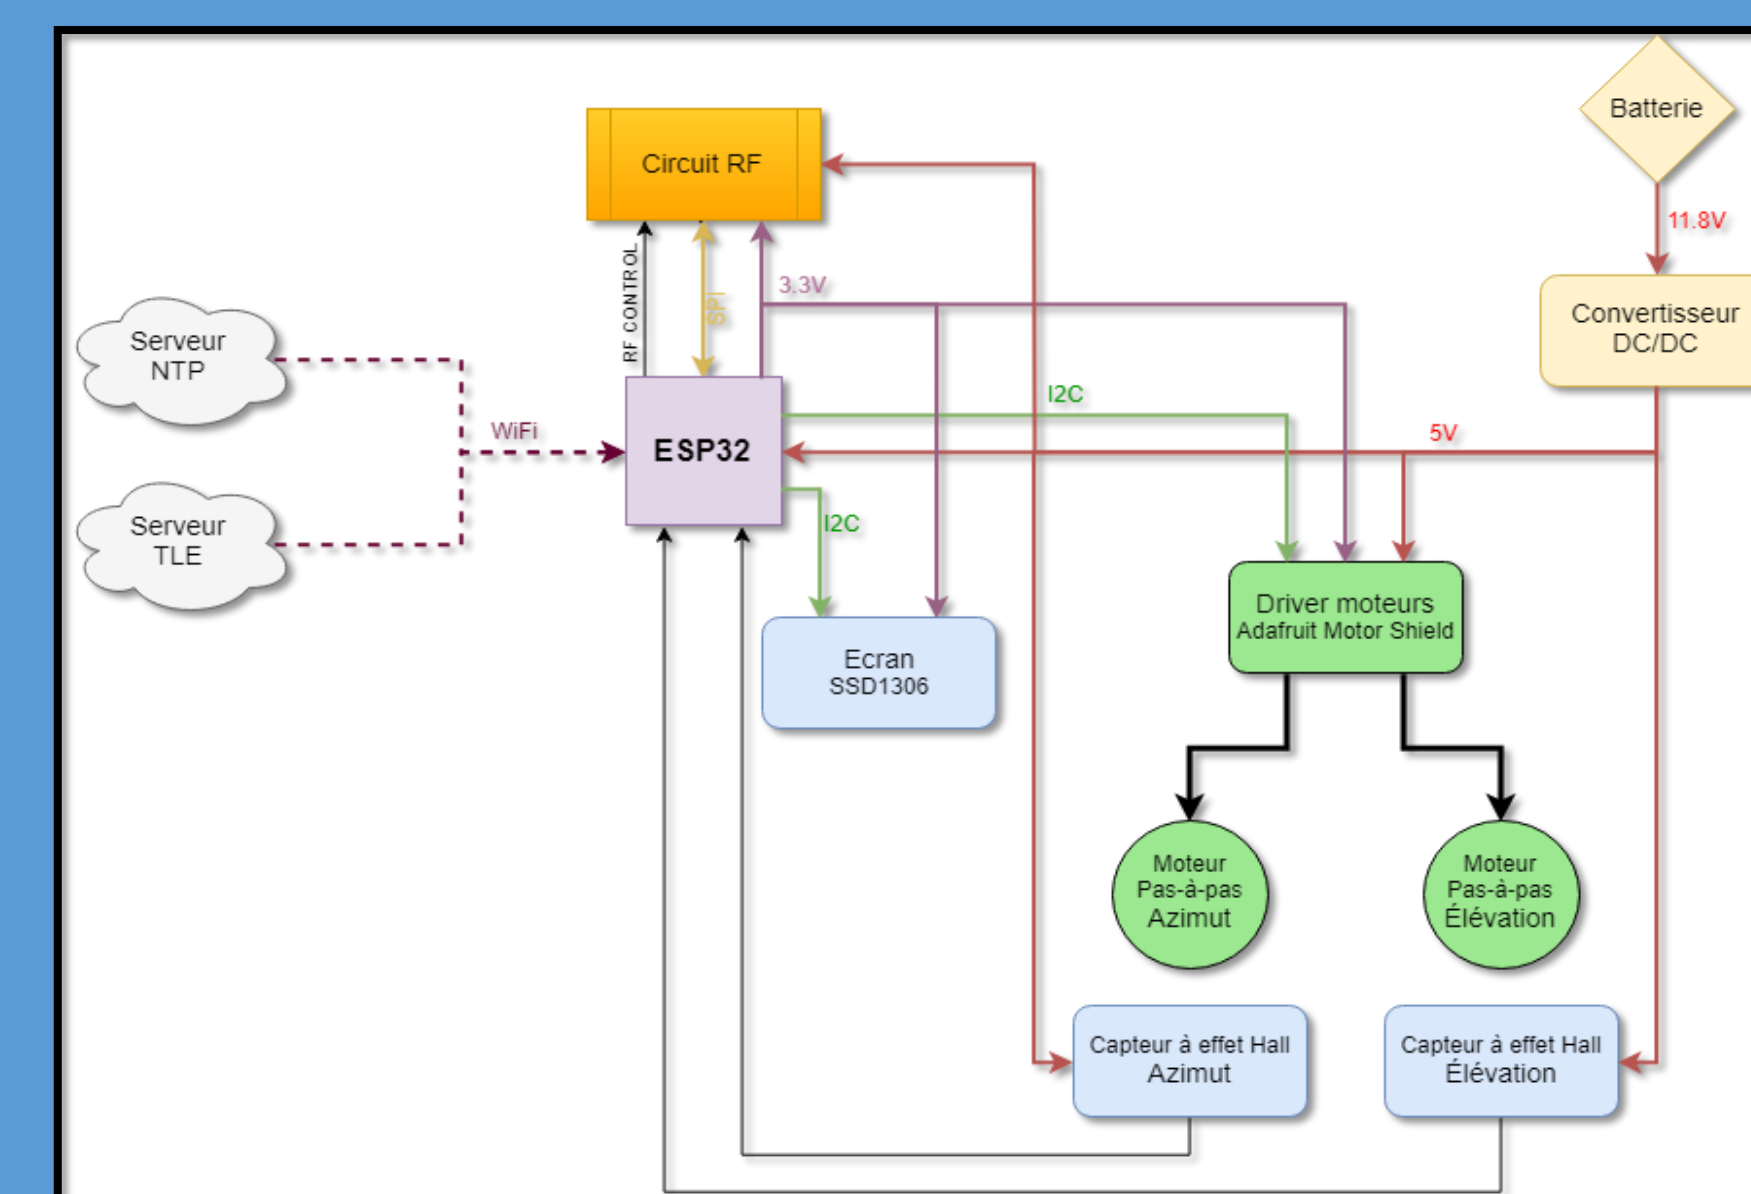 Batterie
Circuit RF
11.8V
RF CONTROL
SPI
3.3V
Convertisseur
DC/DC
Serveur
NTP
I2C
WiFi
ESP32
5V
Serveur
TLE
I2C
Driver moteurs
Adafruit Motor Shield
Ecran
SSD1306
Moteur
Pas-à-pas
Azimut
Moteur
Pas-à-pas
Élévation
Capteur à effet Hall
Azimut
Capteur à effet Hall
Élévation